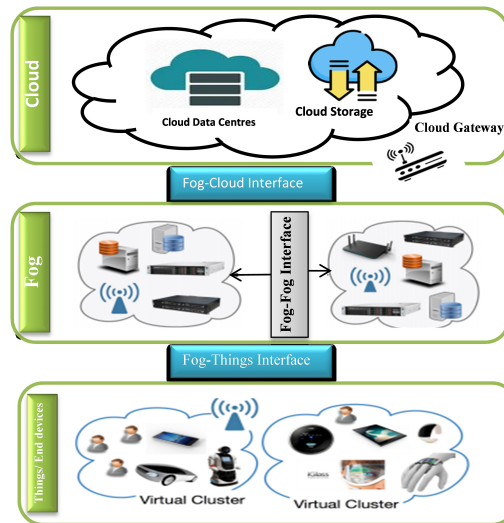 Cloud
Cloud Data Centres
Cloud Storage
Cloud Gateway
Fog-Cloud Interface
Fog
Fog-Fog Interface
Fog-Things Interface
Things/ End devices
iGlass
Virtual Cluster
Virtual Cluster